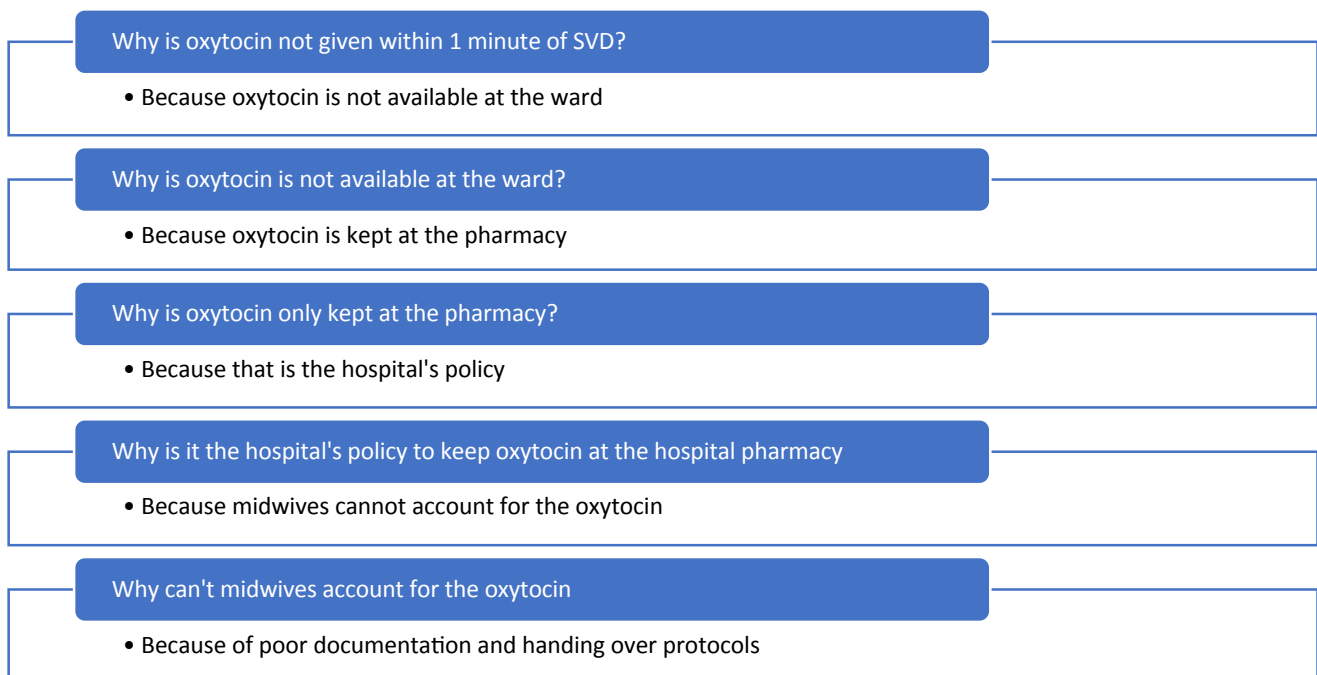 Why is oxytocin not given within 1 minute of SVD?
• Because oxytocin is not available at the ward
Why is oxytocin is not available at the ward?
• Because oxytocin is kept at the pharmacy
Why is oxytocin only kept at the pharmacy?
• Because that is the hospital's policy
Why is it the hospital's policy to keep oxytocin at the hospital pharmacy
• Because midwives cannot account for the oxytocin
Why can't midwives account for the oxytocin
• Because of poor documentation and handing over protocols